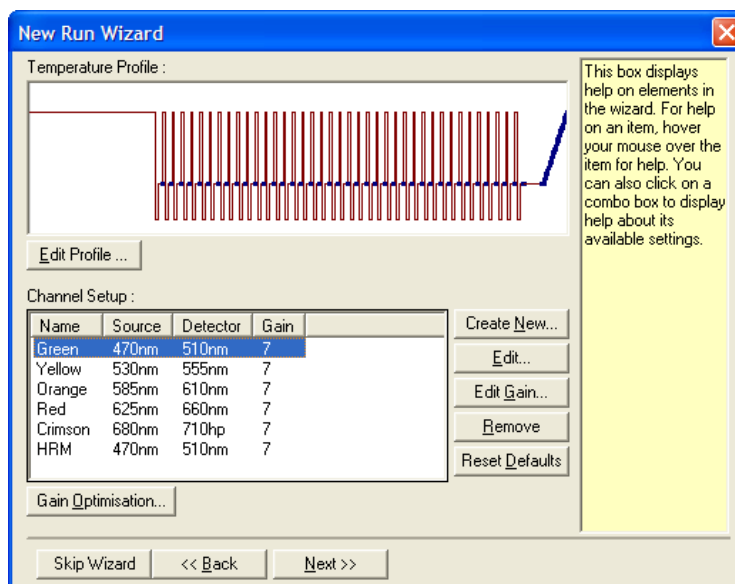 New Run Wizard
Temperature Profile :
Edit Profile ...
Channel Setup :
Name Source Detector Gain
Green 470nm 510nm 7
Yellow 530nm 555nm 7
Orange 585nm 610nm 7
Red 625nm 660nm 7
Crimson 680nm 710hp 7
HRM 470nm 510nm 7
Create New...
Edit...
Edit Gain...
Remove
Reset Defaults
Gain Optimisation...
Skip Wizard
<< Back
Next >>
This box displays
help on elements in
the wizard. For help
on an item, hover
your mouse over the
item for help. You
can also click on a
combo box to display
help about its
available settings.